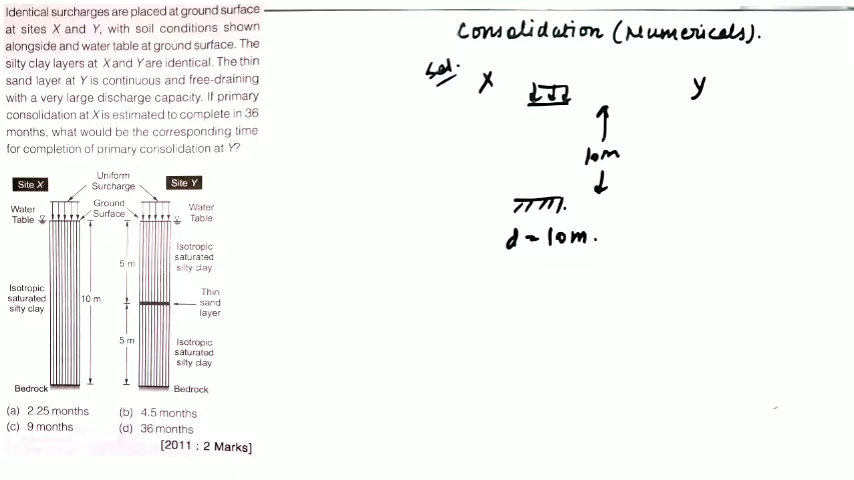 Identical surcharges are placed at ground surface
at sites X and Y, with soil conditions shown
alongside and water table at ground surface. The
silty clay layers at X and Y are identical. The thin
sand layer at Y is continuous and free-draining
with a very large discharge capacity. If primary
consolidation at X is estimated to complete in 36
months, what would be the corresponding time
for completion of primary consolidation at Y?
Site X
Uniform
Surcharge
Site Y
Water
Table
Ground
Surface
Water
Table
Isotropic
saturated
silty clay
5 m
Isotropic
saturated
silty clay
10 m
Thin
sand
layer
5 m
Isotropic
saturated
silty clay
Bedrock
Bedrock
(a) 2.25 months
(b) 4.5 months
(c) 9 months
(d) 36 months
[2011 : 2 Marks]
Consolidation (Numericals).
Sol.
X
Y
10m
d = 10m.